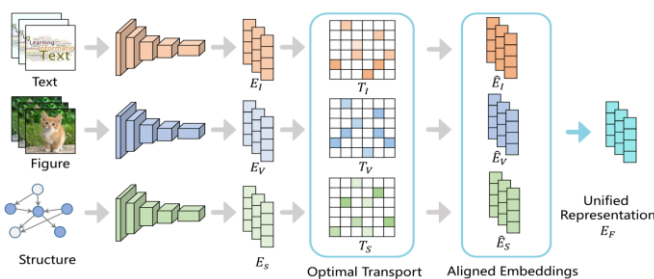 Learning
Text
Text
E_I
T_I
Ê_I
Figure
E_V
T_V
Ê_V
Structure
E_S
T_S
Ê_S
Optimal Transport
Aligned Embeddings
Unified
Representation
E_F